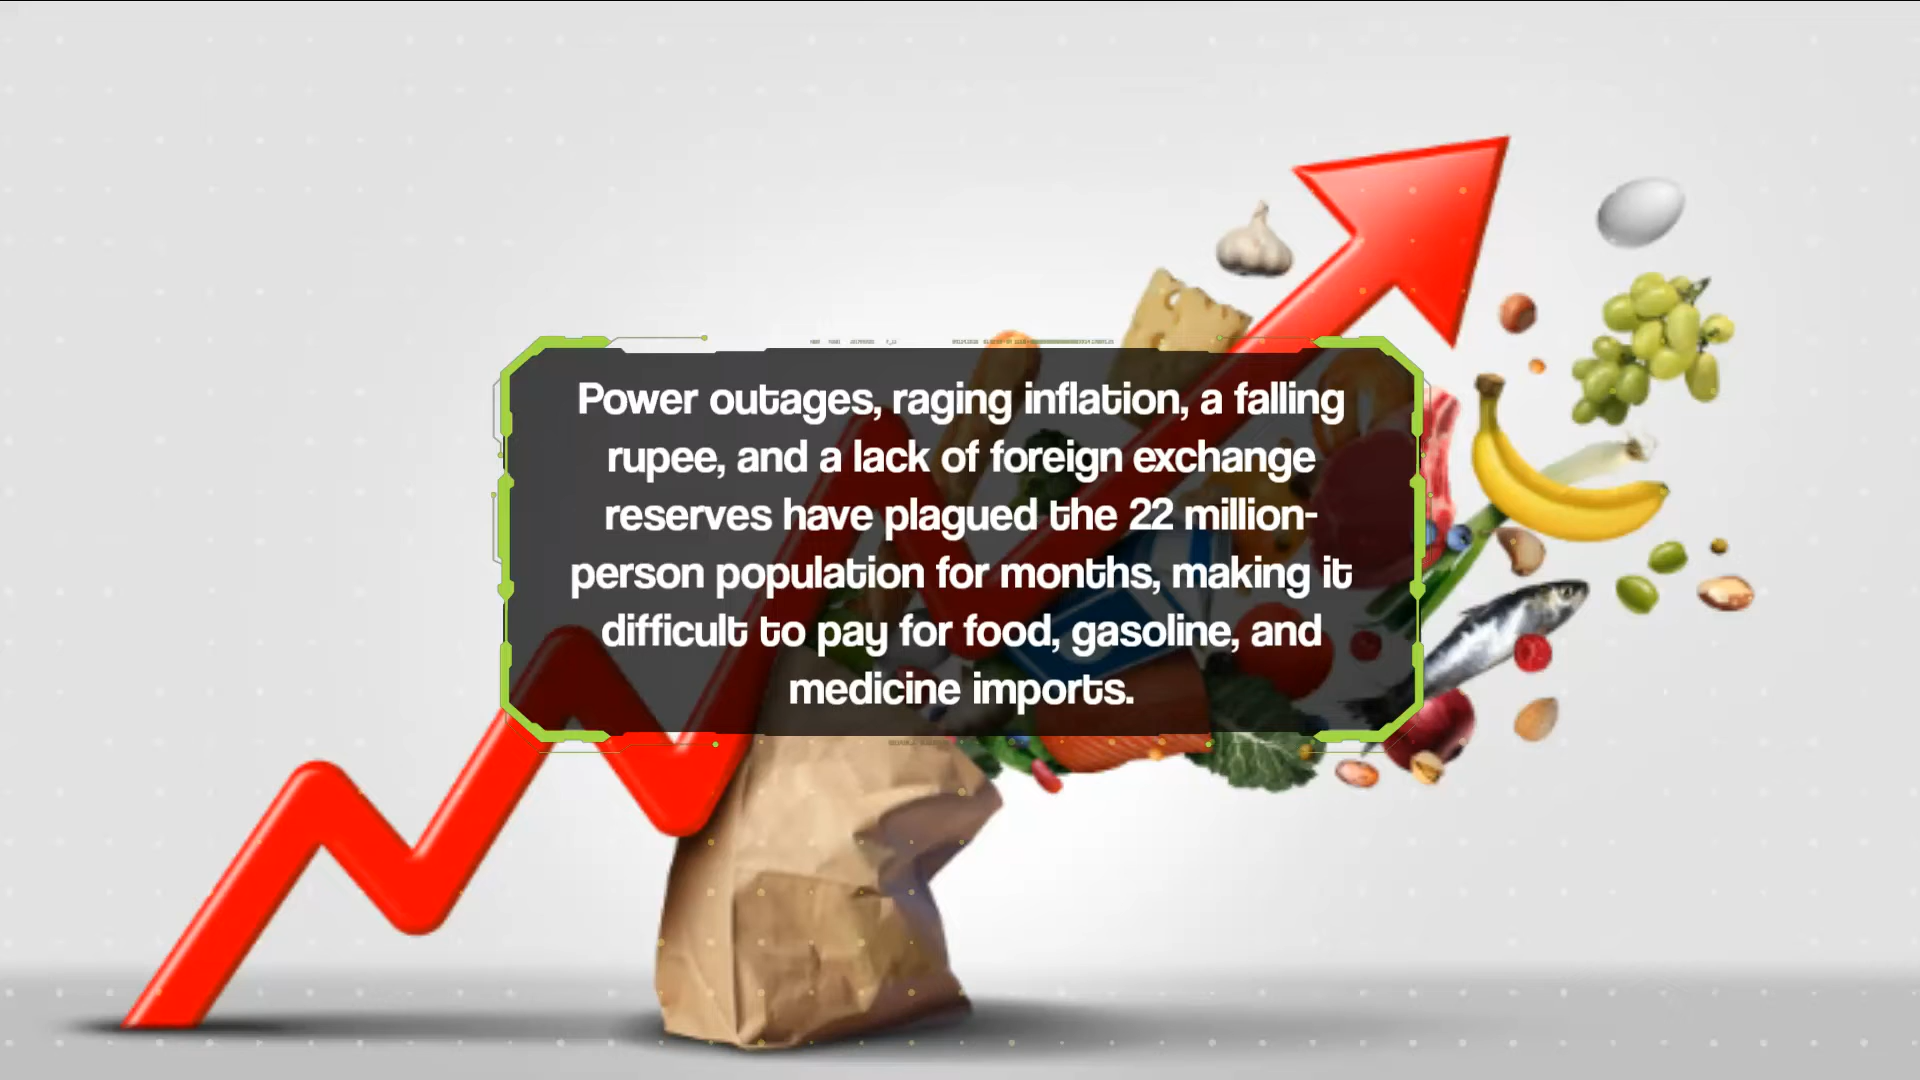 Power outages, raging inflation, a falling
rupee, and a lack of foreign exchange
reserves have plagued the 22 million-
person population for months, making it
difficult to pay for food, gasoline, and
medicine imports.